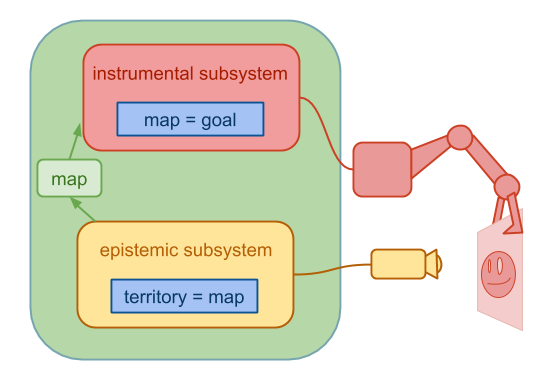 instrumental subsystem
map = goal
map
epistemic subsystem
territory = map